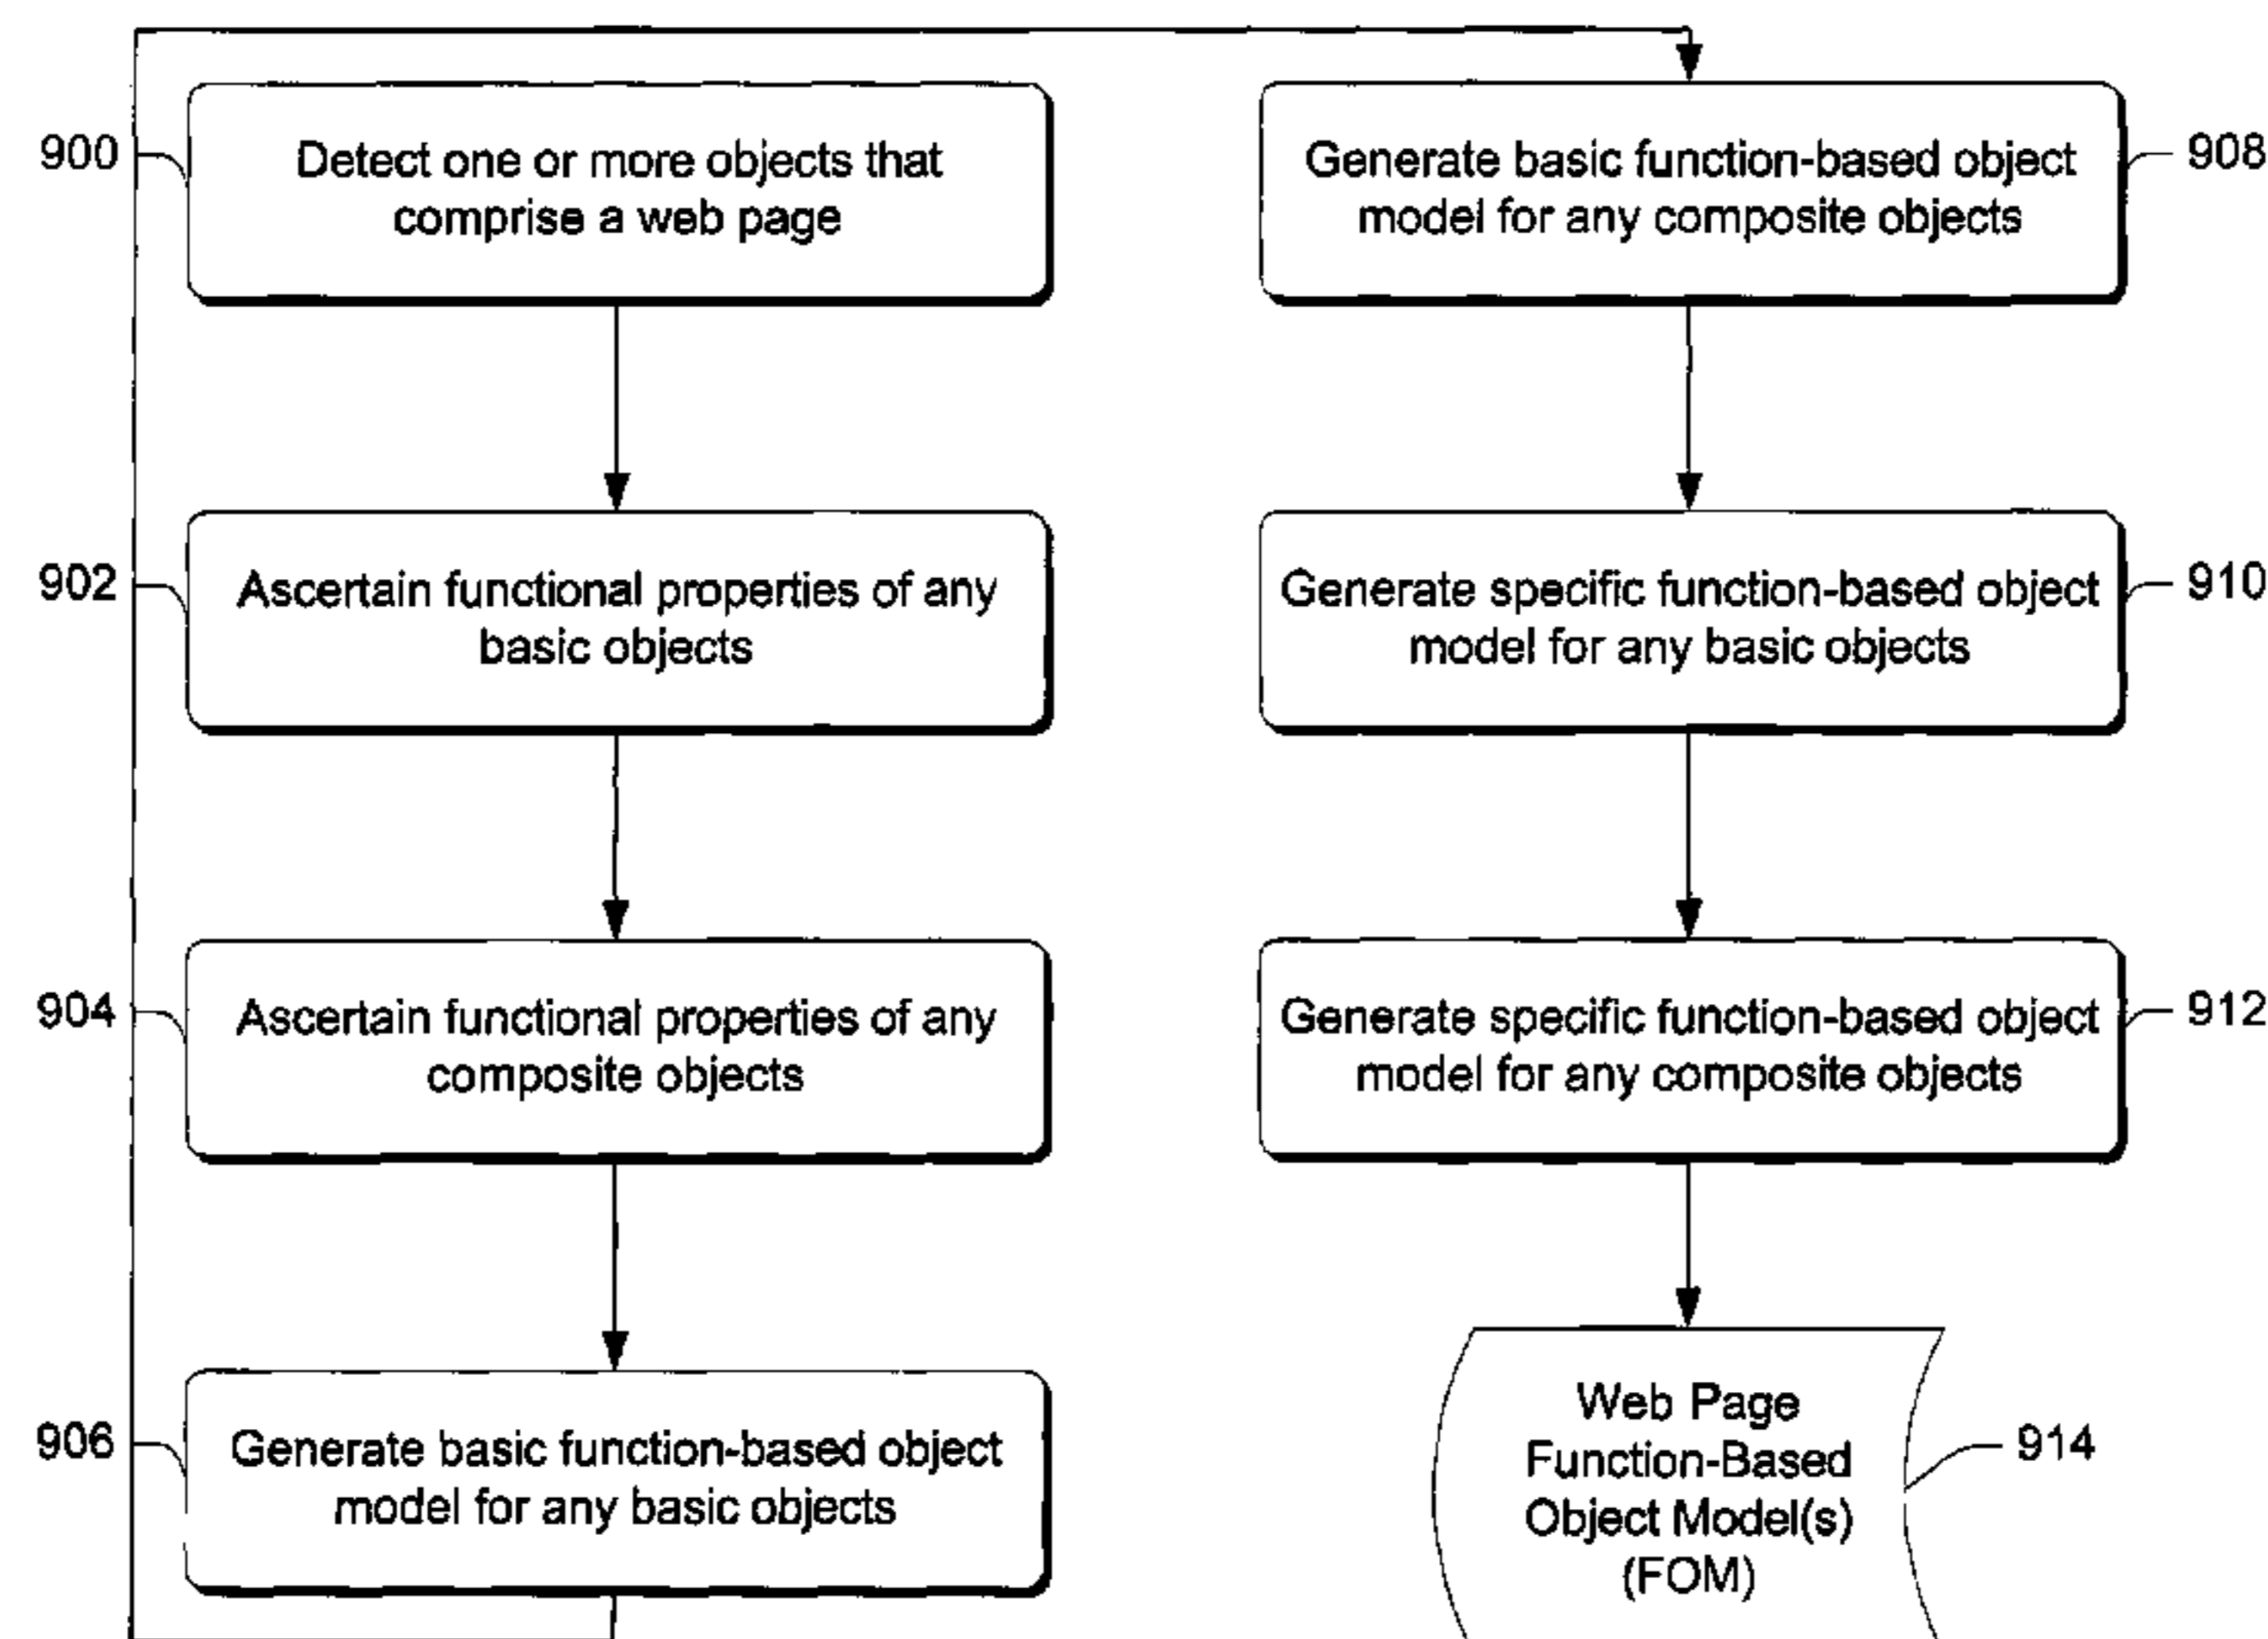 900
Detect one or more objects that
comprise a web page
902
Ascertain functional properties of any
basic objects
904
Ascertain functional properties of any
composite objects
906
Generate basic function-based object
model for any basic objects
Generate basic function-based object
model for any composite objects
908
Generate specific function-based object
model for any basic objects
910
Generate specific function-based object
model for any composite objects
912
Web Page
Function-Based
Object Model(s)
(FOM)
914